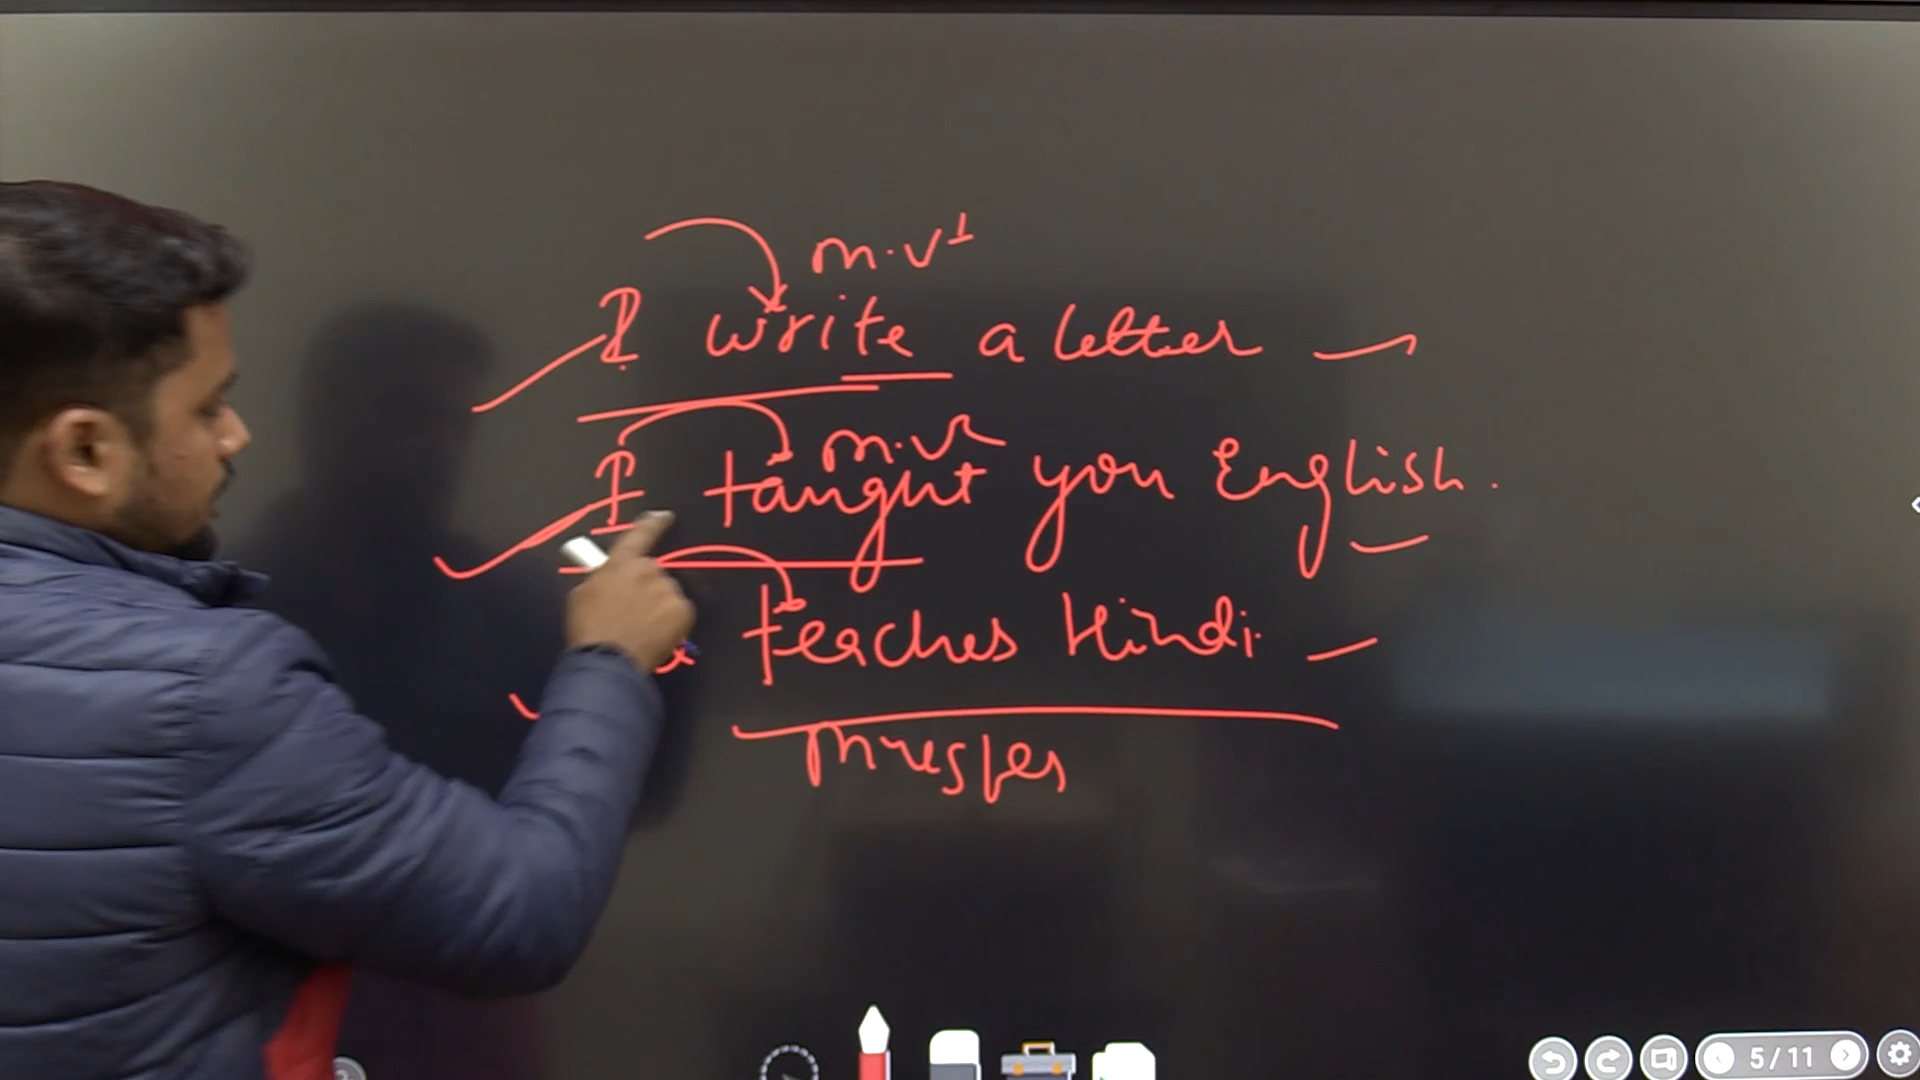 m.v1
I write a letter
m.v2
I taught you English.
teaches Hindi.
5/11